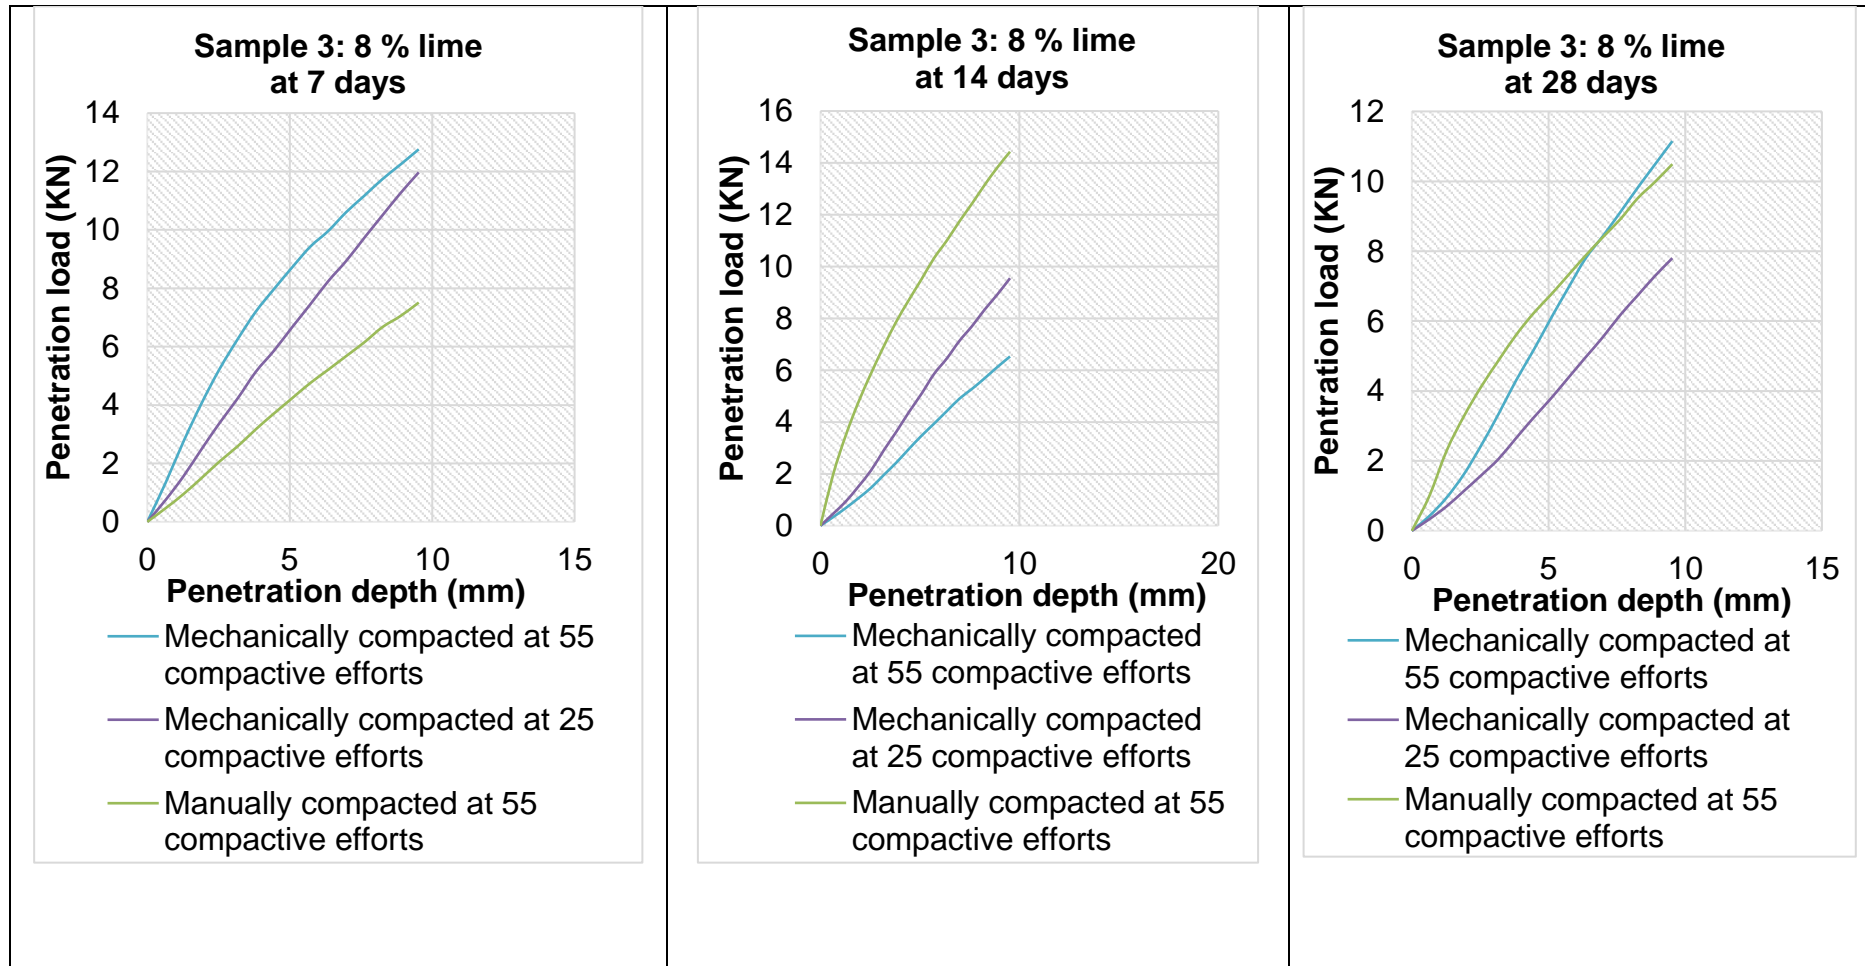 Sample 3: 8 % lime
at 7 days
14
12
10
8
6
4
2
0
Penetration load (KN)
0 5 10 15
Penetration depth (mm)
Mechanically compacted at 55
compactive efforts
Mechanically compacted at 25
compactive efforts
Manually compacted at 55
compactive efforts
Sample 3: 8 % lime
at 14 days
16
14
12
10
8
6
4
2
0
Penetration load (KN)
0 10 20
Penetration depth (mm)
Mechanically compacted
at 55 compactive efforts
Mechanically compacted
at 25 compactive efforts
Manually compacted at 55
compactive efforts
Sample 3: 8 % lime
at 28 days
12
10
8
6
4
2
0
Pentration load (KN)
0 5 10 15
Penetration depth (mm)
Mechanically compacted at
55 compactive efforts
Mechanically compacted at
25 compactive efforts
Manually compacted at 55
compactive efforts